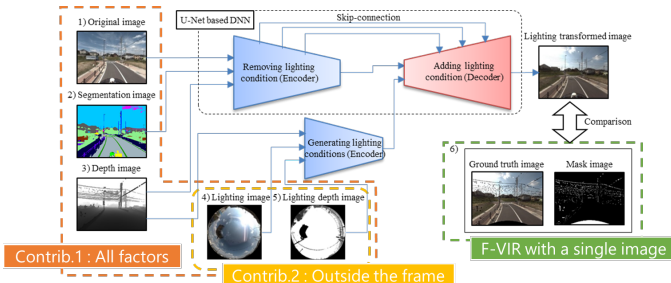 U-Net based DNN
Skip-connection
1) Original image
Lighting transformed image
Removing lighting
condition (Encoder)
Adding lighting
condition (Decoder)
2) Segmentation image
Comparison
Generating lighting
conditions (Encoder)
6)
3) Depth image
Ground truth image
Mask image
4) Lighting image
5) Lighting depth image
Contrib.1 : All factors
F-VIR with a single image
Contrib.2 : Outside the frame